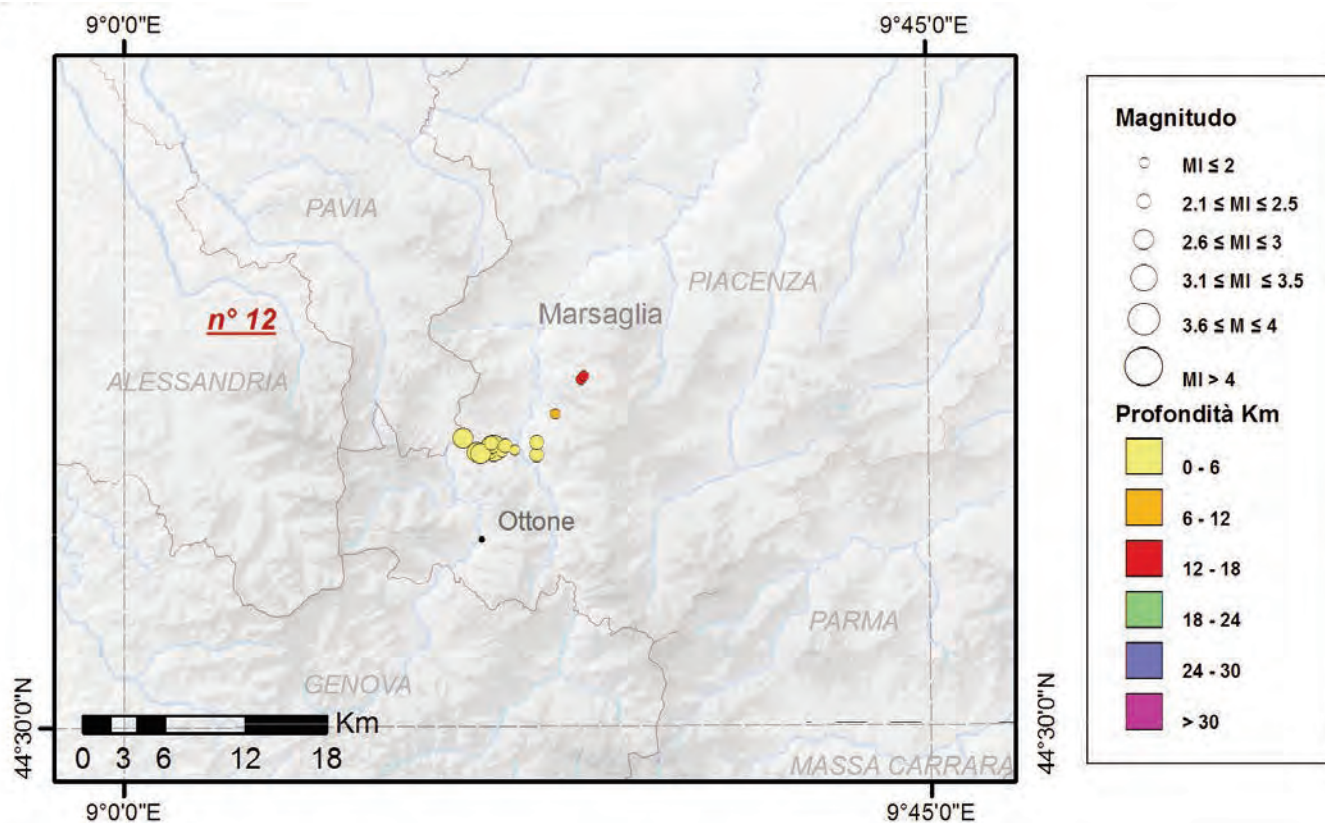 9°0'0"E
9°45'0"E
PAVIA
PIACENZA
Marsaglia
n° 12
ALESSANDRIA
Ottone
PARMA
GENOVA
Km
0 3 6 12 18
MASSA CARRARA
44°30'0"N
44°30'0"N
9°0'0"E
9°45'0"E
Magnitudo
Ml ≤ 2
2.1 ≤ Ml ≤ 2.5
2.6 ≤ Ml ≤ 3
3.1 ≤ Ml ≤ 3.5
3.6 ≤ M ≤ 4
Ml > 4
Profondità Km
0 - 6
6 - 12
12 - 18
18 - 24
24 - 30
> 30